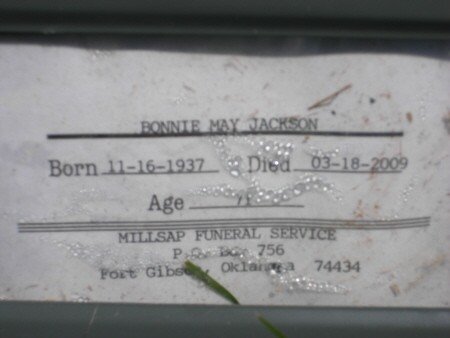 BONNIE MAY JACKSON
Born 11-16-1937 Died 03-18-2009
Age 71
MILLSAP FUNERAL SERVICE
P.O. Box 756
Fort Gibson, Oklahoma 74434